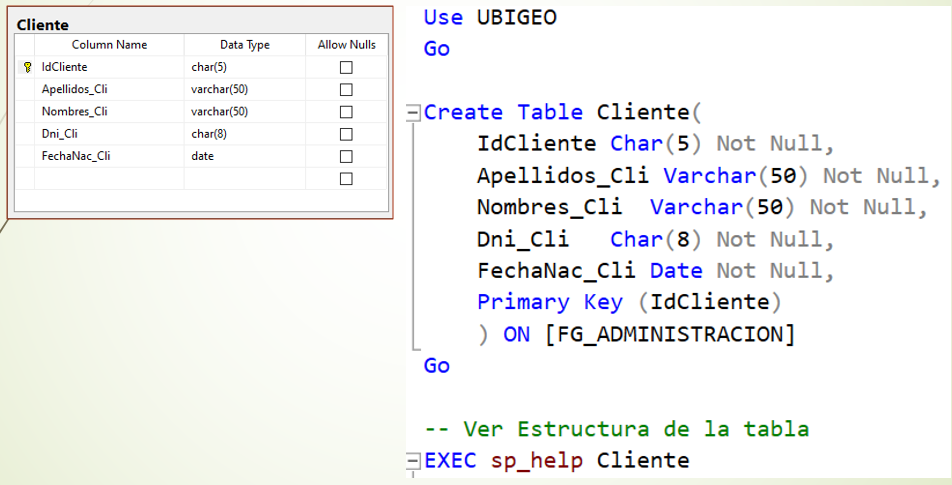 Cliente
Column Name Data Type Allow Nulls
IdCliente char(5)
Apellidos_Cli varchar(50)
Nombres_Cli varchar(50)
Dni_Cli char(8)
FechaNac_Cli date
Use UBIGEO
Go
Create Table Cliente(
IdCliente Char(5) Not Null,
Apellidos_Cli Varchar(50) Not Null,
Nombres_Cli  Varchar(50) Not Null,
Dni_Cli   Char(8) Not Null,
FechaNac_Cli Date Not Null,
Primary Key (IdCliente)
) ON [FG_ADMINISTRACION]
Go
-- Ver Estructura de la tabla
EXEC sp_help Cliente